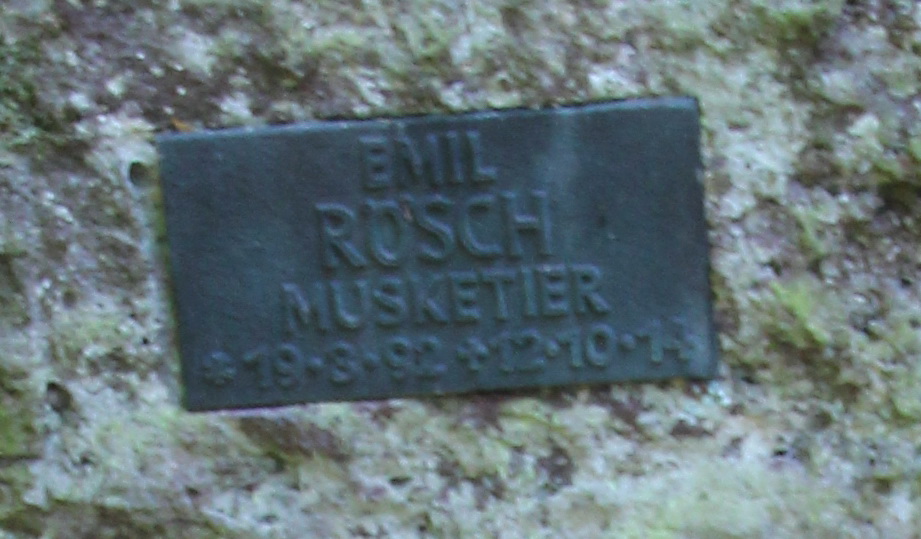 EMIL
RÖSCH
MUSKETIER
* 19·8·92 ✝ 12·10·14